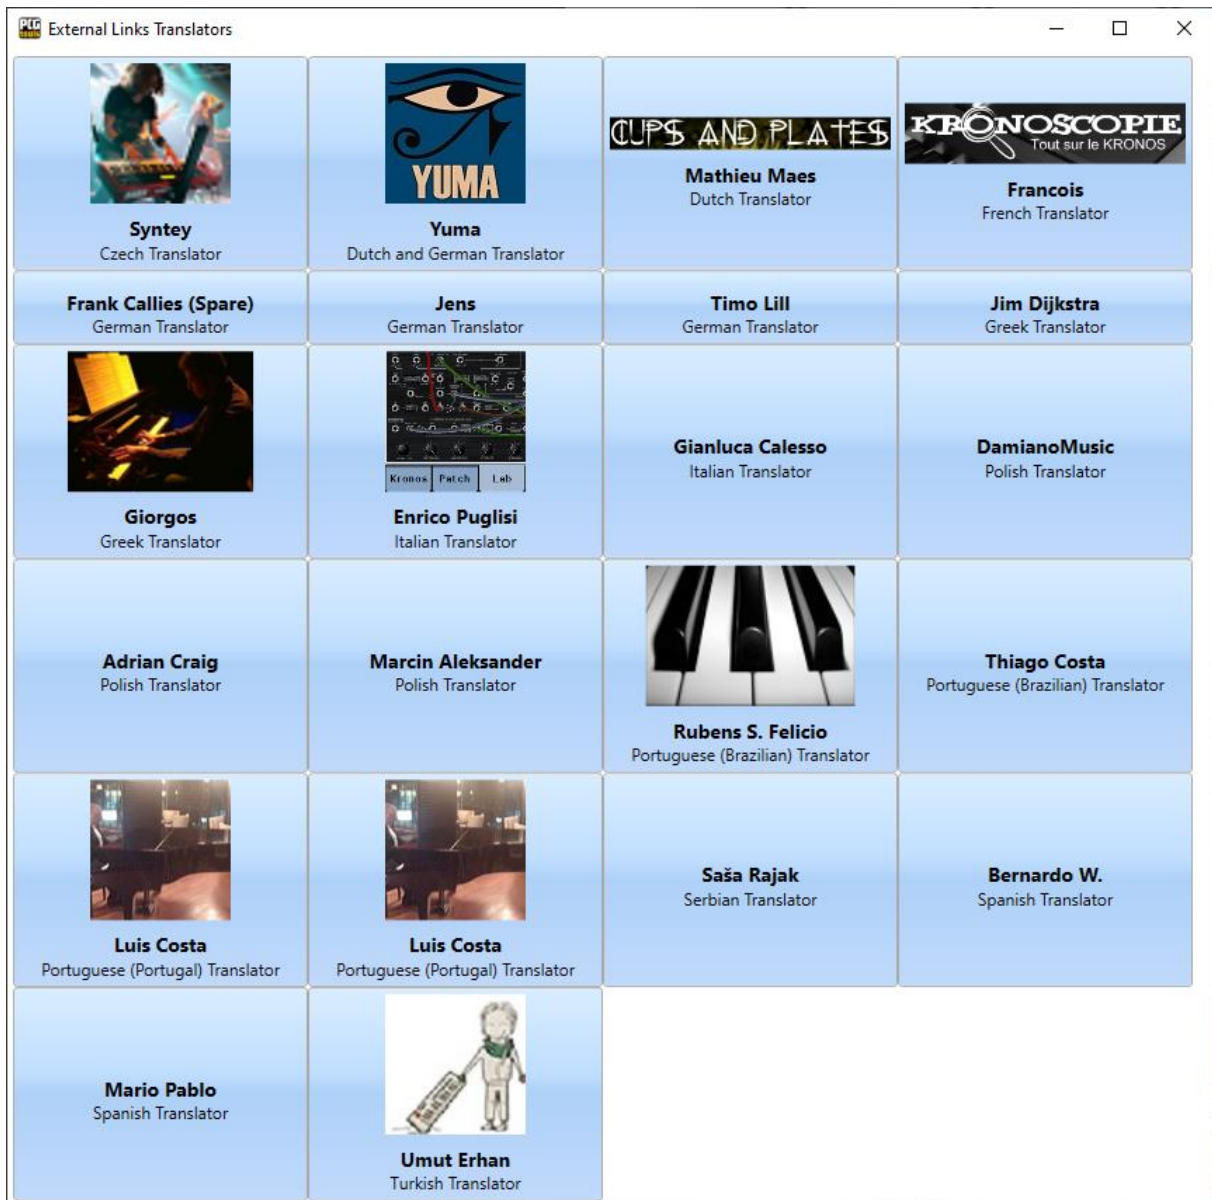 PCG
TOOLS
External Links Translators
Syntey
Czech Translator
YUMA
Yuma
Dutch and German Translator
CUPS AND PLATES
Mathieu Maes
Dutch Translator
KRONOSCOPIE
Tout sur le KRONOS
Francois
French Translator
Frank Callies (Spare)
German Translator
Jens
German Translator
Timo Lill
German Translator
Jim Dijkstra
Greek Translator
Giorgos
Greek Translator
Kronos Patch Lab
Enrico Puglisi
Italian Translator
Gianluca Calesso
Italian Translator
DamianoMusic
Polish Translator
Adrian Craig
Polish Translator
Marcin Aleksander
Polish Translator
Rubens S. Felicio
Portuguese (Brazilian) Translator
Thiago Costa
Portuguese (Brazilian) Translator
Luis Costa
Portuguese (Portugal) Translator
Luis Costa
Portuguese (Portugal) Translator
Saša Rajak
Serbian Translator
Bernardo W.
Spanish Translator
Mario Pablo
Spanish Translator
Umut Erhan
Turkish Translator